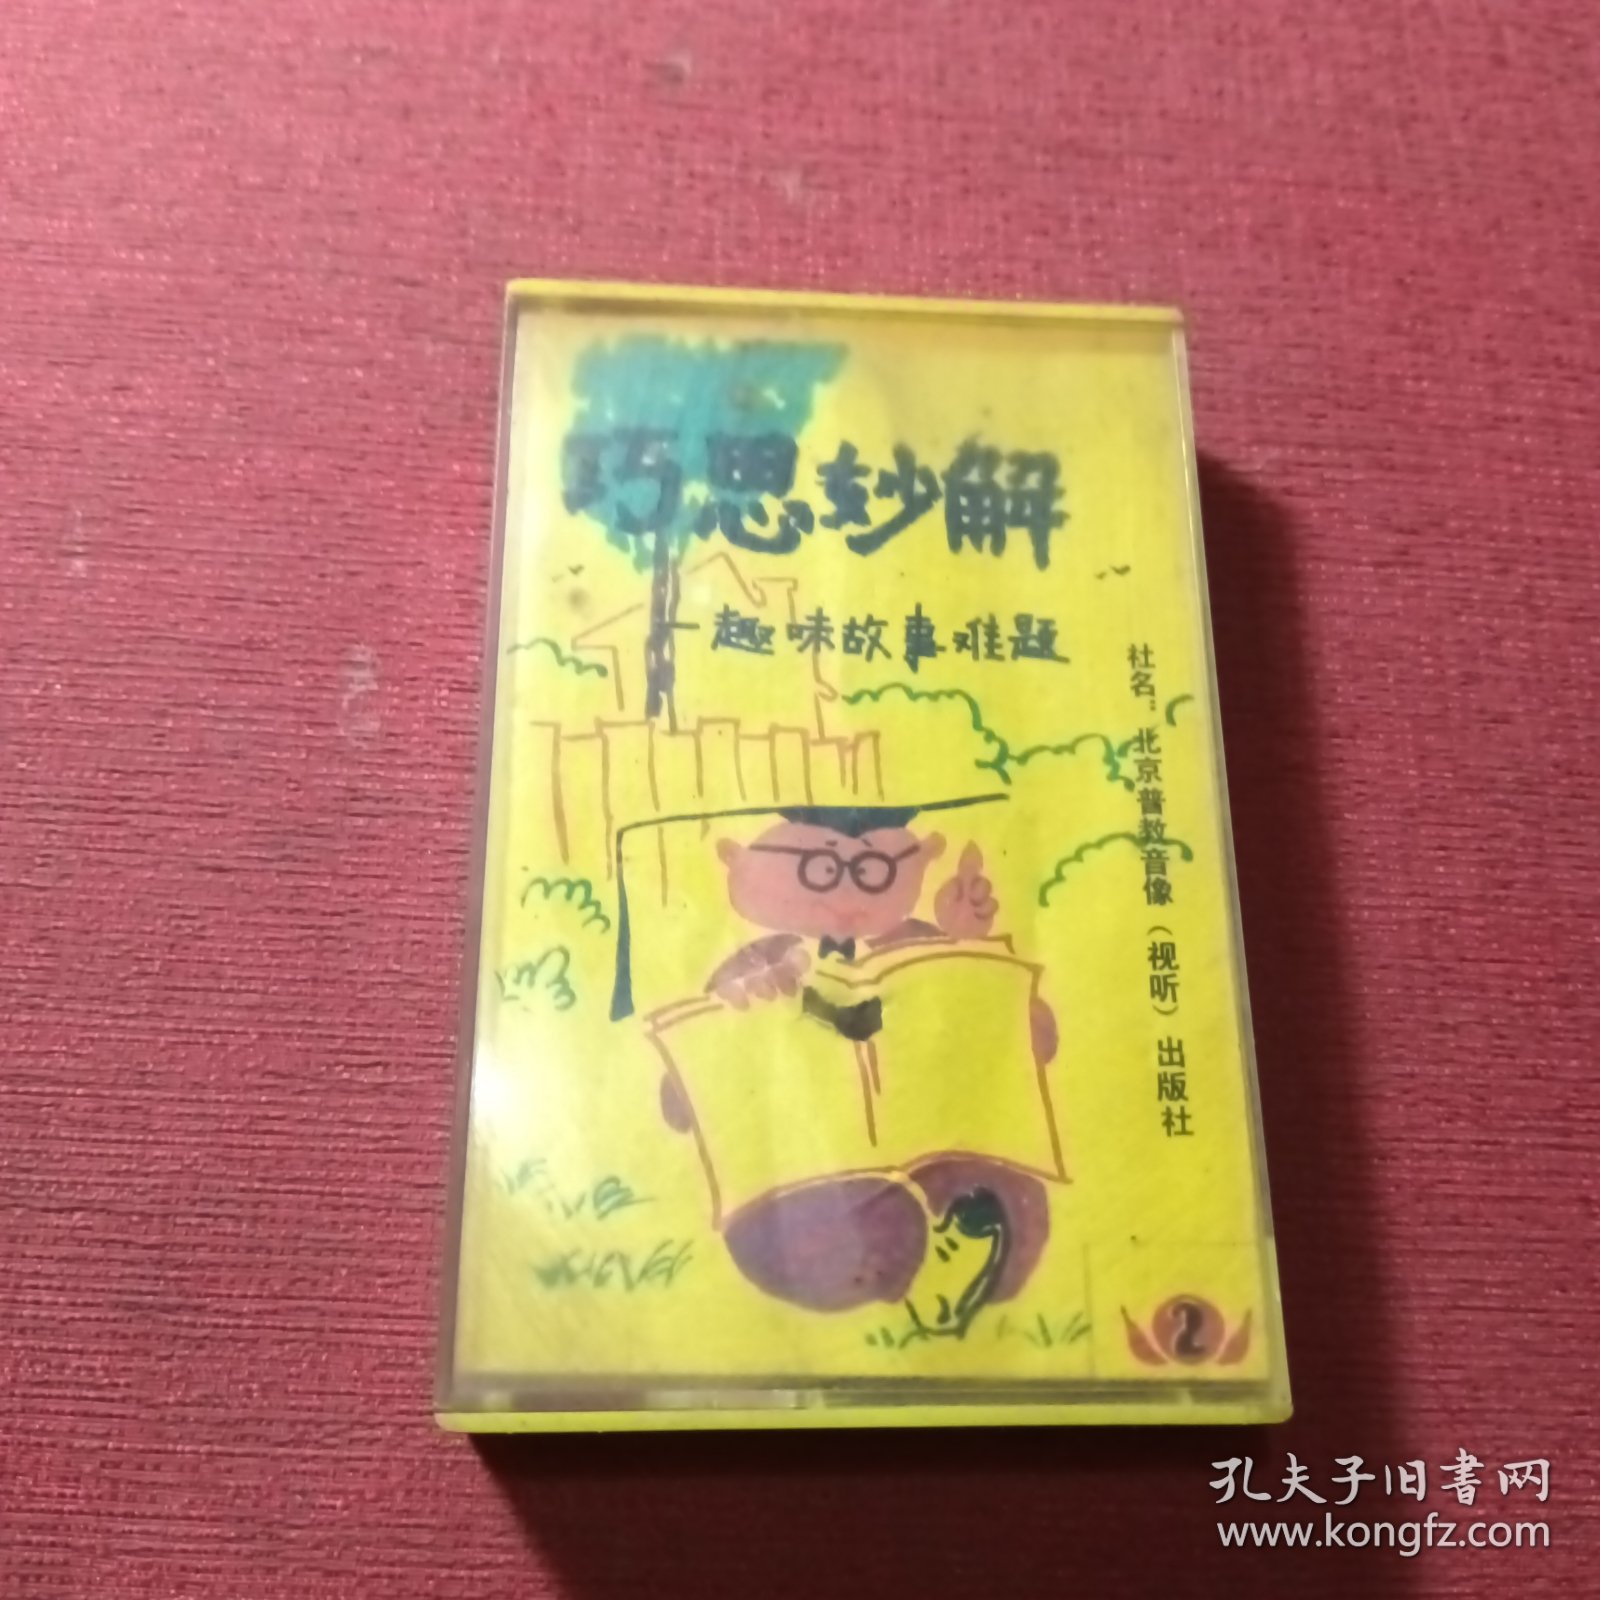 巧思妙解
—趣味故事难题
社名：北京普教音像（视听）出版社
2
孔夫子旧书网
www.kongfz.com